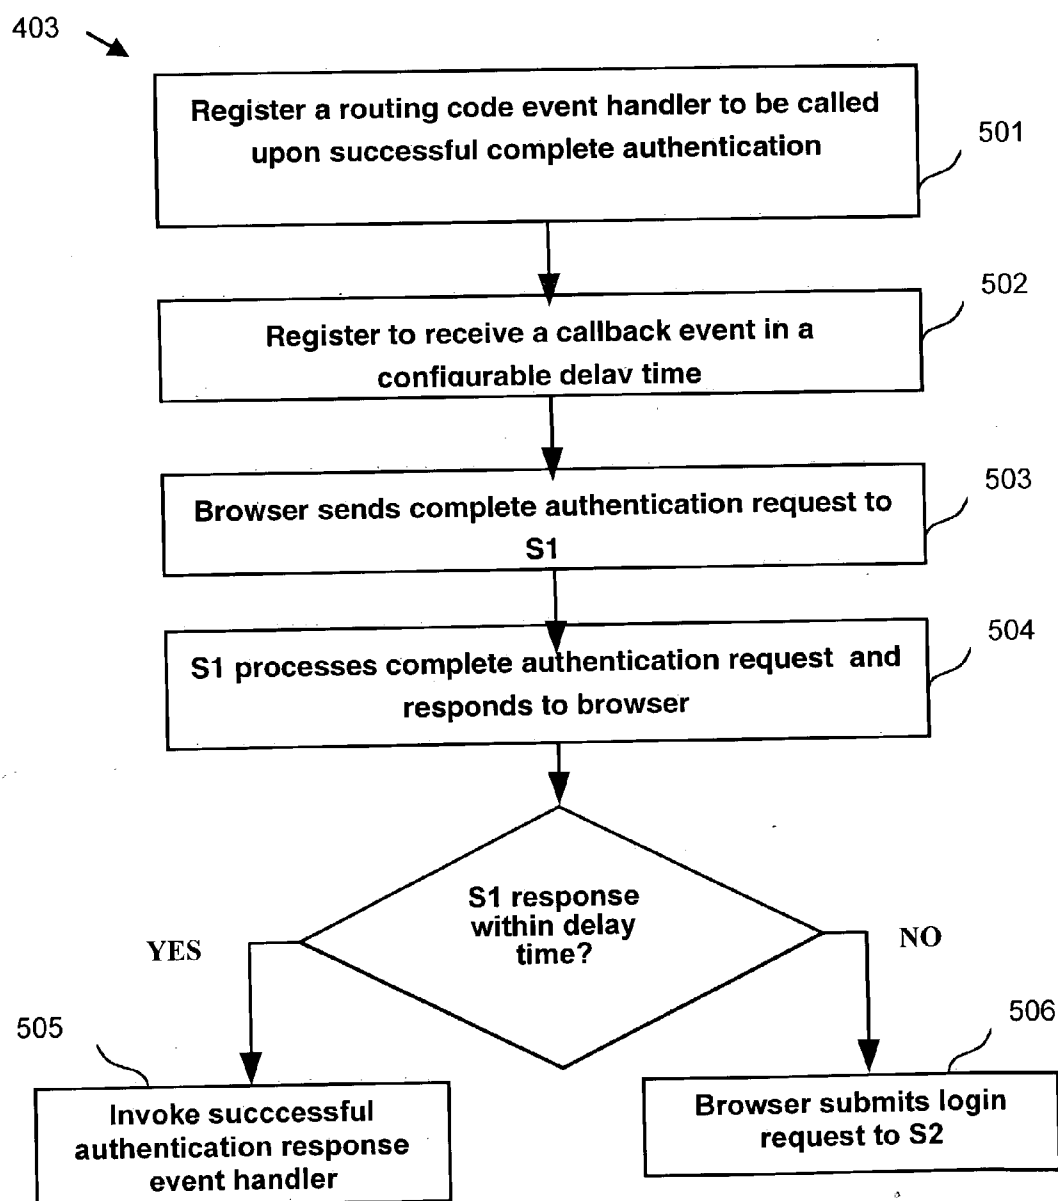 403
Register a routing code event handler to be called
upon successful complete authentication
501
502
Register to receive a callback event in a
configurable delay time
503
Browser sends complete authentication request to
S1
504
S1 processes complete authentication request and
responds to browser
S1 response
within delay
time?
YES
NO
505
506
Invoke succcessful
authentication response
event handler
Browser submits login
request to S2